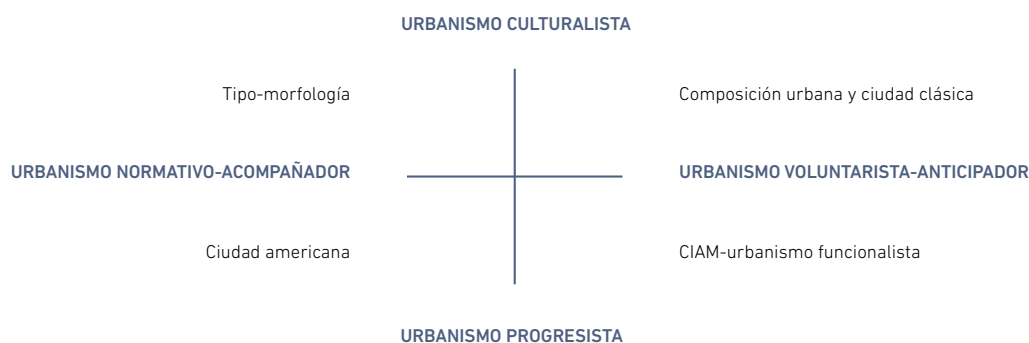 URBANISMO CULTURALISTA
Tipo-morfología
Composición urbana y ciudad clásica
URBANISMO NORMATIVO-ACOMPAÑADOR
URBANISMO VOLUNTARISTA-ANTICIPADOR
Ciudad americana
CIAM-urbanismo funcionalista
URBANISMO PROGRESISTA